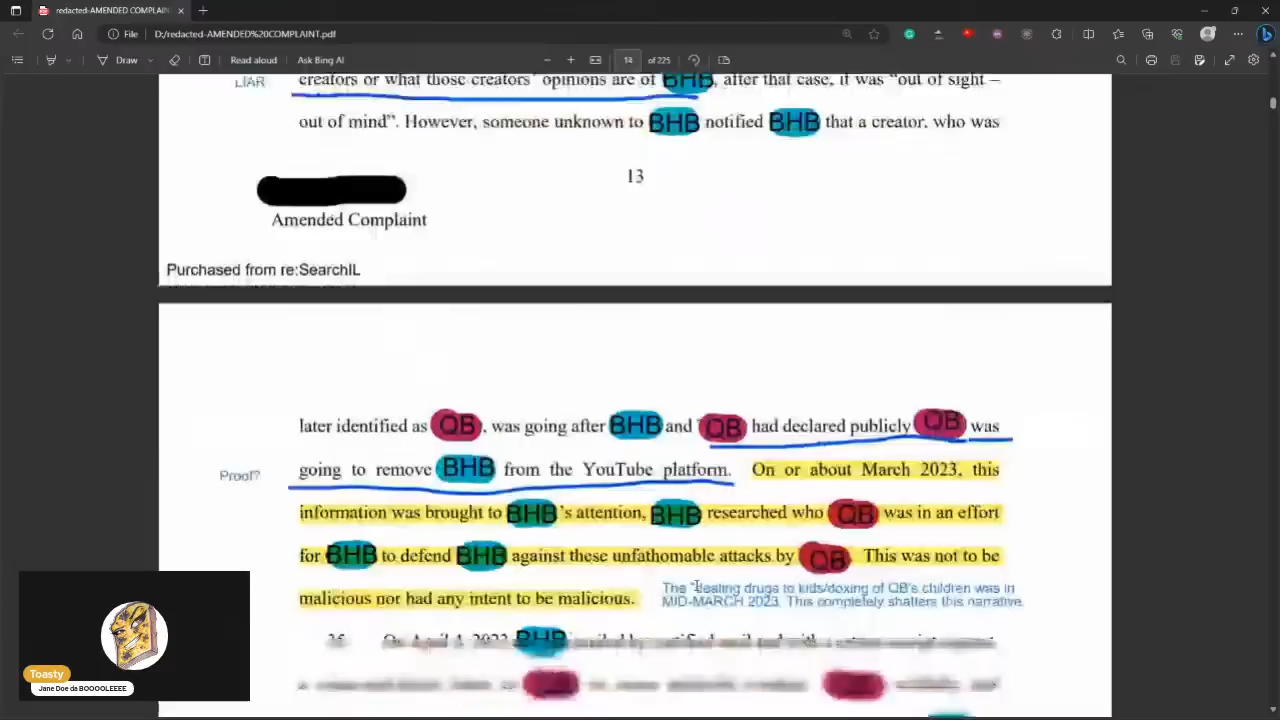 redacted-AMENDED COMPLAIN
File D:/redacted-AMENDED%20COMPLAINT.pdf
Draw Read aloud Ask Bing AI 14 of 225
LIAR
creators or what those creators' opinions are of BHB, after that case, it was "out of sight –
out of mind". However, someone unknown to BHB notified BHB that a creator, who was
13
Amended Complaint
Purchased from re:SearchIL
later identified as QB, was going after BHB and QB had declared publicly QB was
Proof?
going to remove BHB from the YouTube platform. On or about March 2023, this
information was brought to BHB's attention, BHB researched who QB was in an effort
for BHB to defend BHB against these unfathomable attacks by QB. This was not to be
malicious nor had any intent to be malicious.
The "dealing drugs to kids/doxing of QB's children was in
MID-MARCH 2023. This completely shatters this narrative.
BHB
Toasty
Jane Doe da BOOOOLEEEE